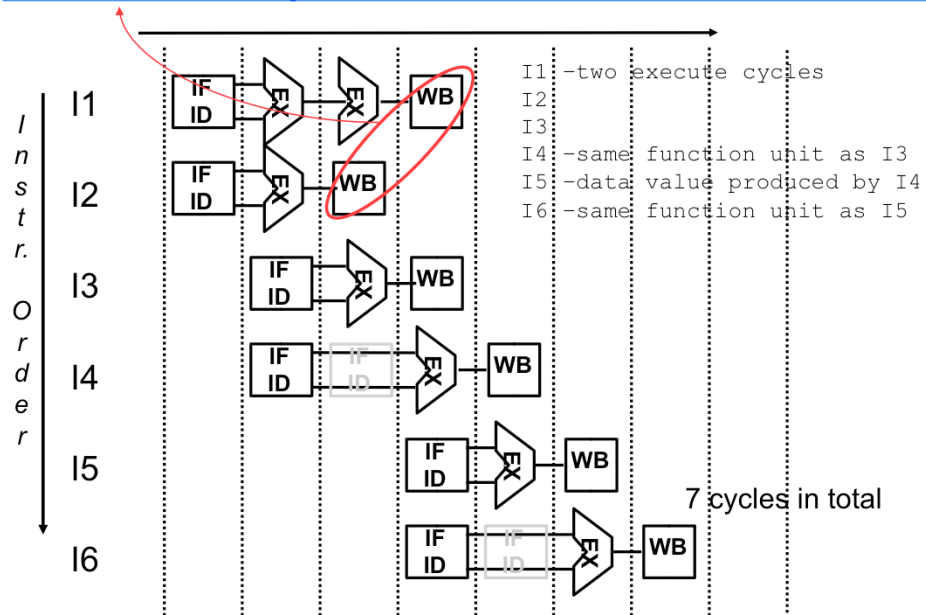 I1 –two execute cycles
I2
I3
I4 –same function unit as I3
I5 –data value produced by I4
I6 –same function unit as I5
Instr. Order
I1
IF
ID
EX
EX
WB
I2
IF
ID
EX
WB
I3
IF
ID
EX
WB
I4
IF
ID
IF
ID
EX
WB
I5
IF
ID
EX
WB
7 cycles in total
I6
IF
ID
IF
ID
EX
WB